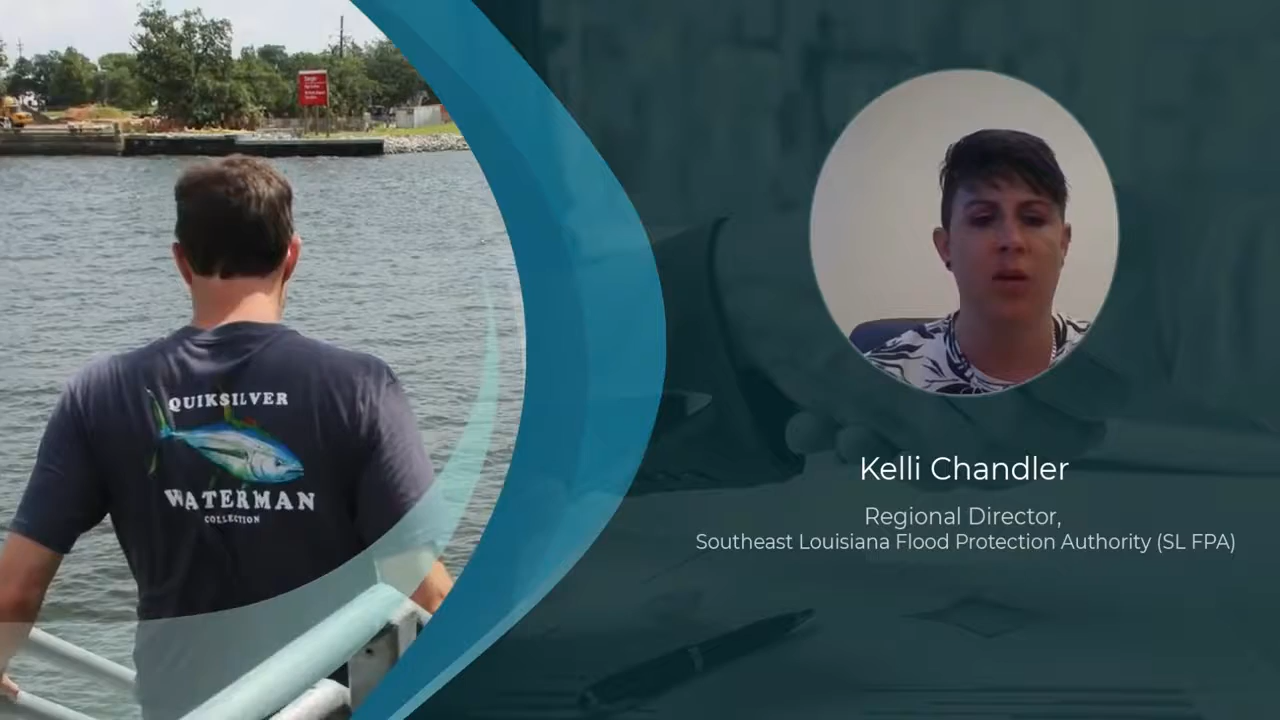 QUIKSILVER
WATERMAN
COLLECTION
Kelli Chandler
Regional Director,
Southeast Louisiana Flood Protection Authority (SL FPA)